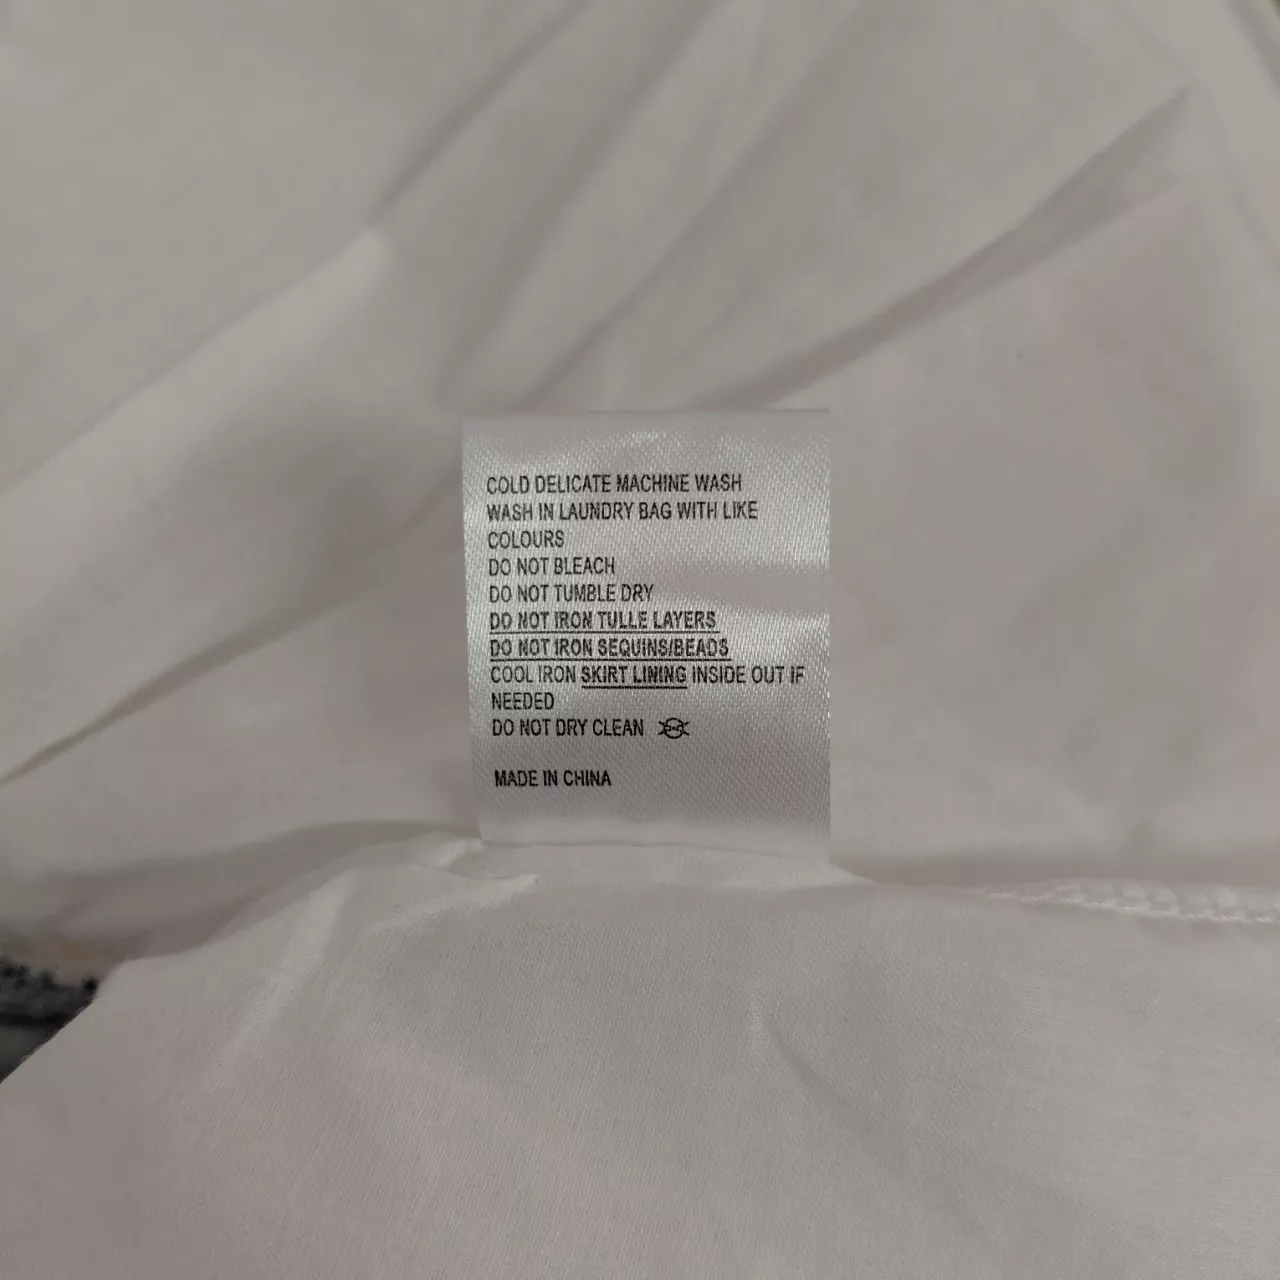 COLD DELICATE MACHINE WASH
WASH IN LAUNDRY BAG WITH LIKE
COLOURS
DO NOT BLEACH
DO NOT TUMBLE DRY
DO NOT IRON TULLE LAYERS
DO NOT IRON SEQUINS/BEADS
COOL IRON SKIRT LINING INSIDE OUT IF
NEEDED
DO NOT DRY CLEAN
MADE IN CHINA